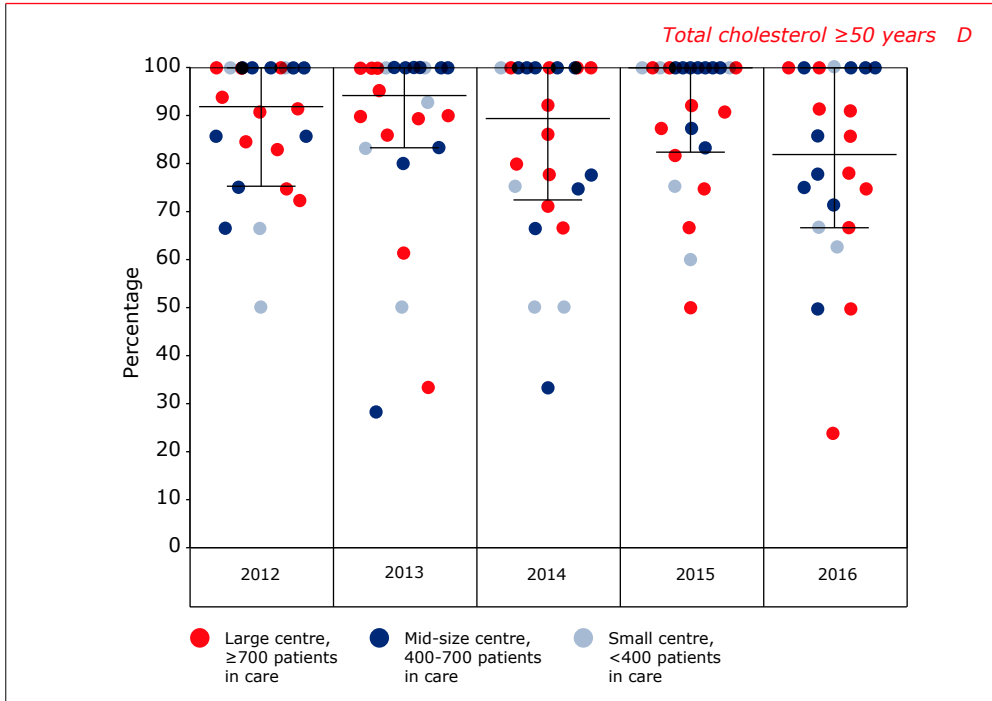 Total cholesterol ≥50 years D
100
90
80
70
60
50
40
30
20
10
0
Percentage
2012 2013 2014 2015 2016
Large centre,
≥700 patients
in care
Mid-size centre,
400-700 patients
in care
Small centre,
<400 patients
in care